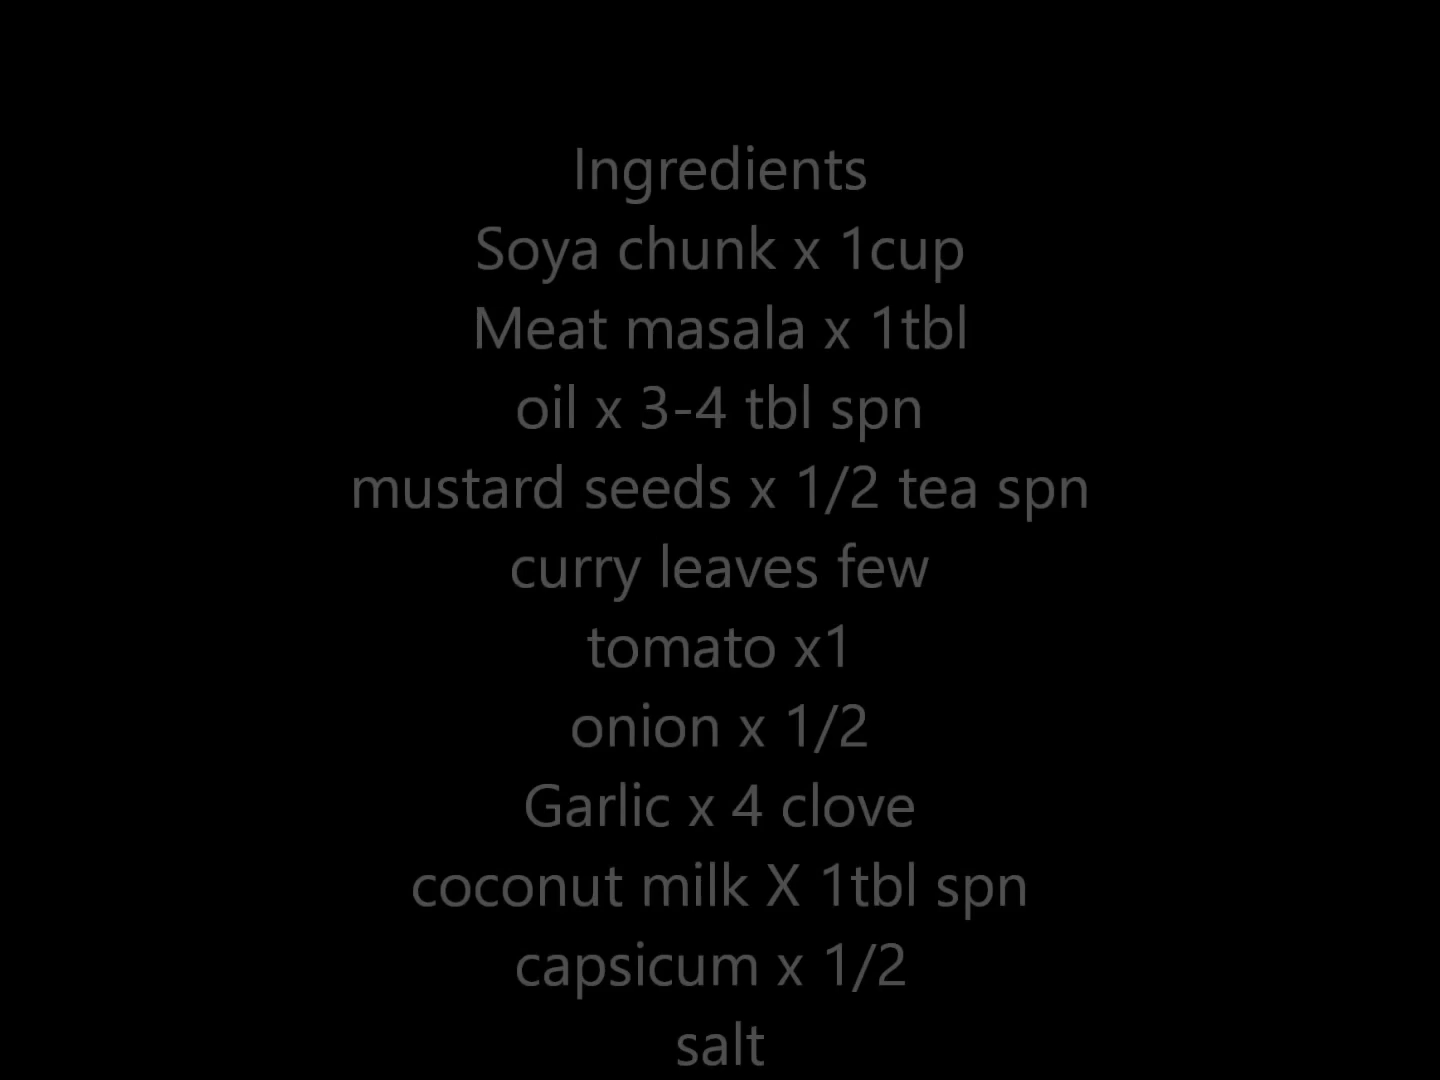 Ingredients
Soya chunk x 1cup
Meat masala x 1tbl
oil x 3-4 tbl spn
mustard seeds x 1/2 tea spn
curry leaves few
tomato x1
onion x 1/2
Garlic x 4 clove
coconut milk X 1tbl spn
capsicum x 1/2
salt